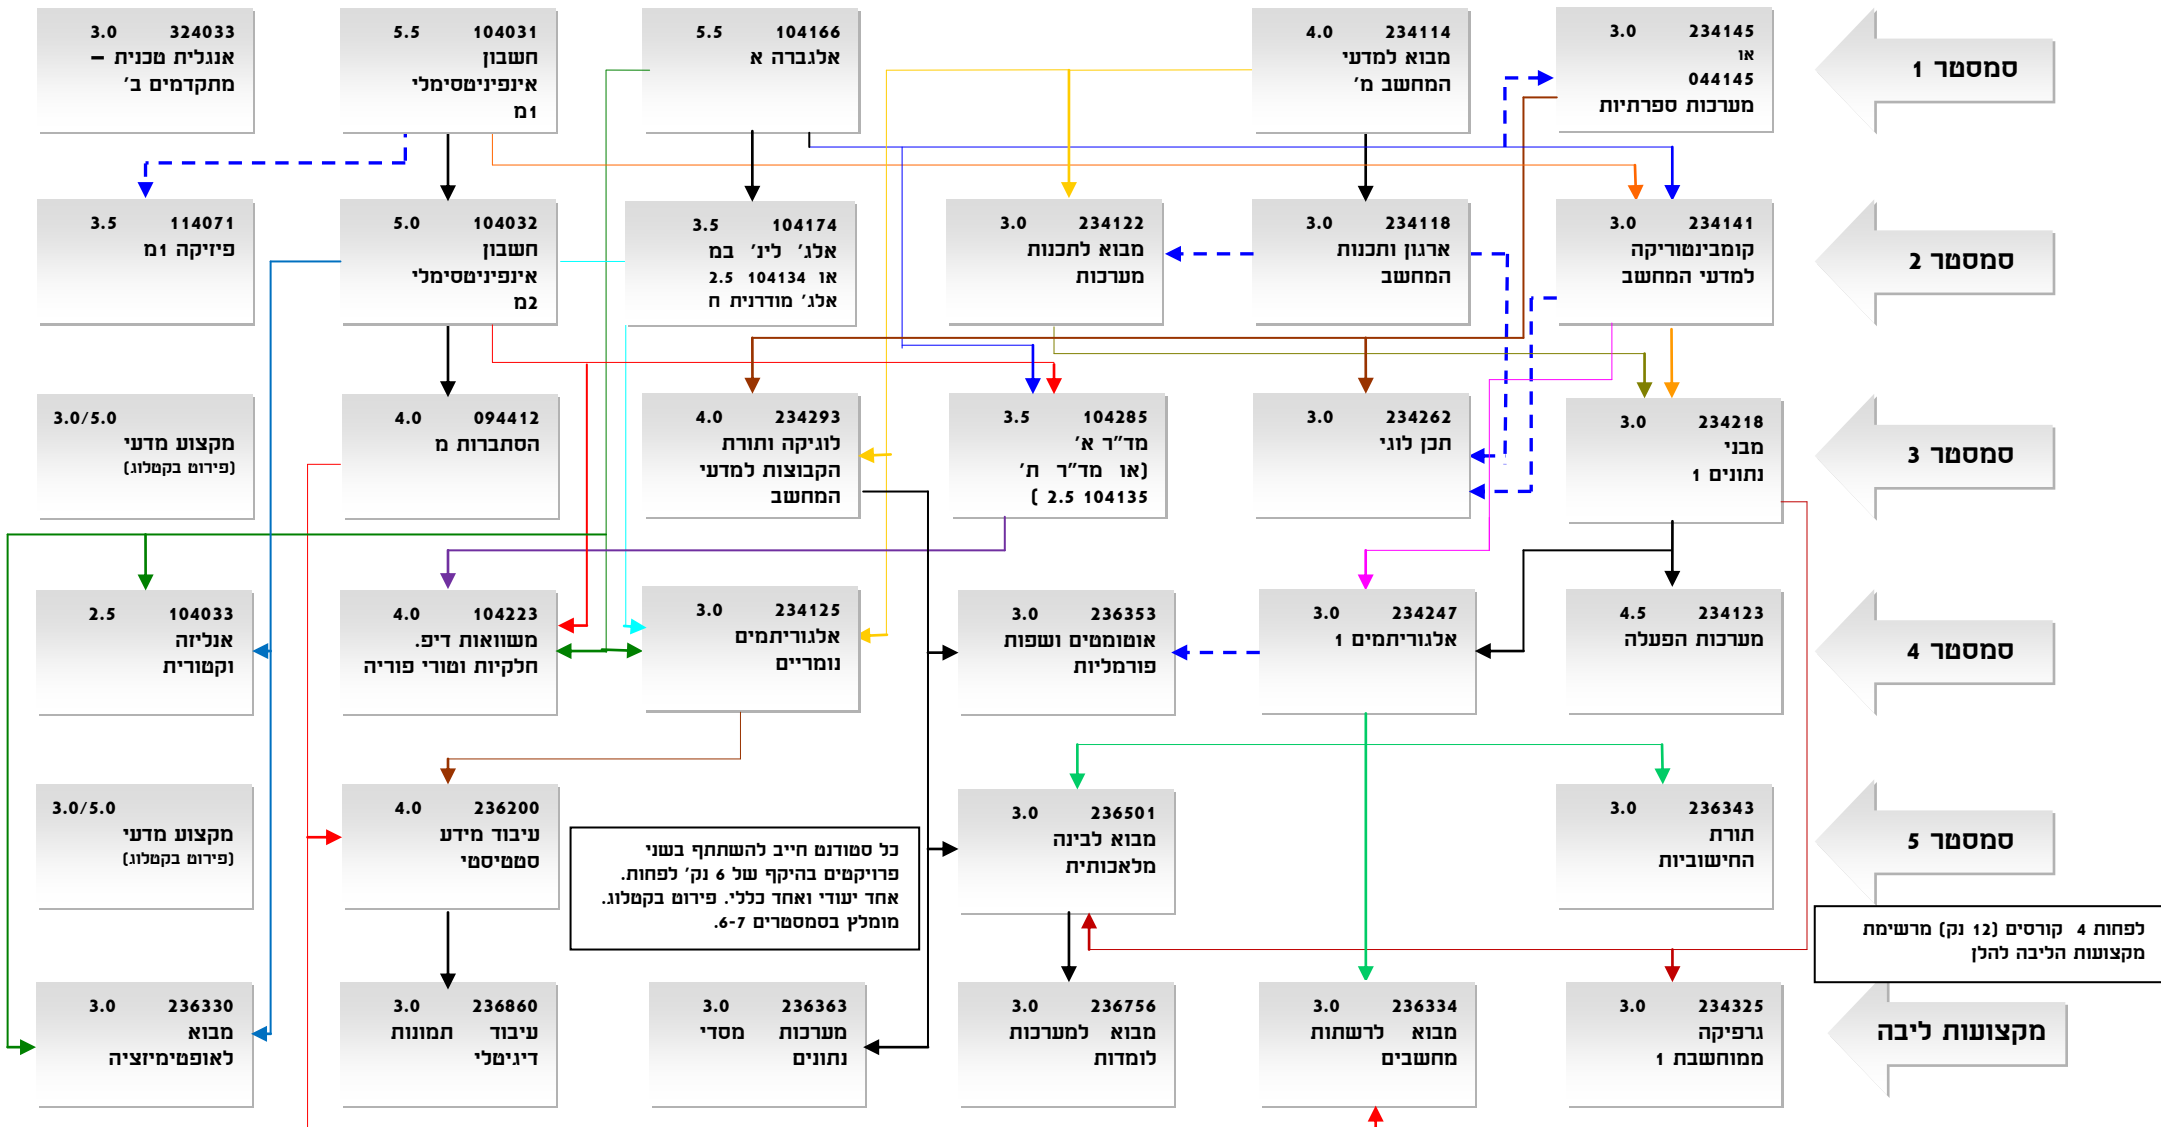 סמסטר 1
234145 3.0
או
044145
מערכות ספרתיות
234114 4.0
מבוא למדעי
המחשב מ'
104166 5.5
אלגברה א
104031 5.5
חשבון
אינפיניטסימלי
1מ
324033 3.0
אנגלית טכנית –
מתקדמים ב'
סמסטר 2
234141 3.0
קומבינטוריקה
למדעי המחשב
234118 3.0
ארגון ותכנות
המחשב
234122 3.0
מבוא לתכנות
מערכות
104174 3.5
אלג' לינ' במ
או 104134 2.5
אלג' מודרנית ח
104032 5.0
חשבון
אינפיניטסימלי
2מ
114071 3.5
פיזיקה 1מ
סמסטר 3
234218 3.0
מבני
נתונים 1
234262 3.0
תכן לוגי
104285 3.5
מד"ר א'
(או מד"ר ת'
104135 2.5 )
234293 4.0
לוגיקה ותורת
הקבוצות למדעי
המחשב
094412 4.0
הסתברות מ
3.0/5.0
מקצוע מדעי
(פירוט בקטלוג)
סמסטר 4
234123 4.5
מערכות הפעלה
234247 3.0
אלגוריתמים 1
236353 3.0
אוטומטים ושפות
פורמליות
234125 3.0
אלגוריתמים
נומריים
104223 4.0
משוואות דיפ.
חלקיות וטורי פוריה
104033 2.5
אנליזה
וקטורית
סמסטר 5
236343 3.0
תורת
החישוביות
236501 3.0
מבוא לבינה
מלאכותית
כל סטודנט חייב להשתתף בשני
פרויקטים בהיקף של 6 נק' לפחות.
אחד יעודי ואחד כללי. פירוט בקטלוג.
מומלץ בסמסטרים 6-7.
236200 4.0
עיבוד מידע
סטטיסטי
3.0/5.0
מקצוע מדעי
(פירוט בקטלוג)
לפחות 4 קורסים (12 נק) מרשימת
מקצועות הליבה להלן
מקצועות ליבה
234325 3.0
גרפיקה
ממוחשבת 1
236334 3.0
מבוא לרשתות
מחשבים
236756 3.0
מבוא למערכות
לומדות
236363 3.0
מערכות מסדי
נתונים
236860 3.0
עיבוד תמונות
דיגיטלי
236330 3.0
מבוא
לאופטימיזציה